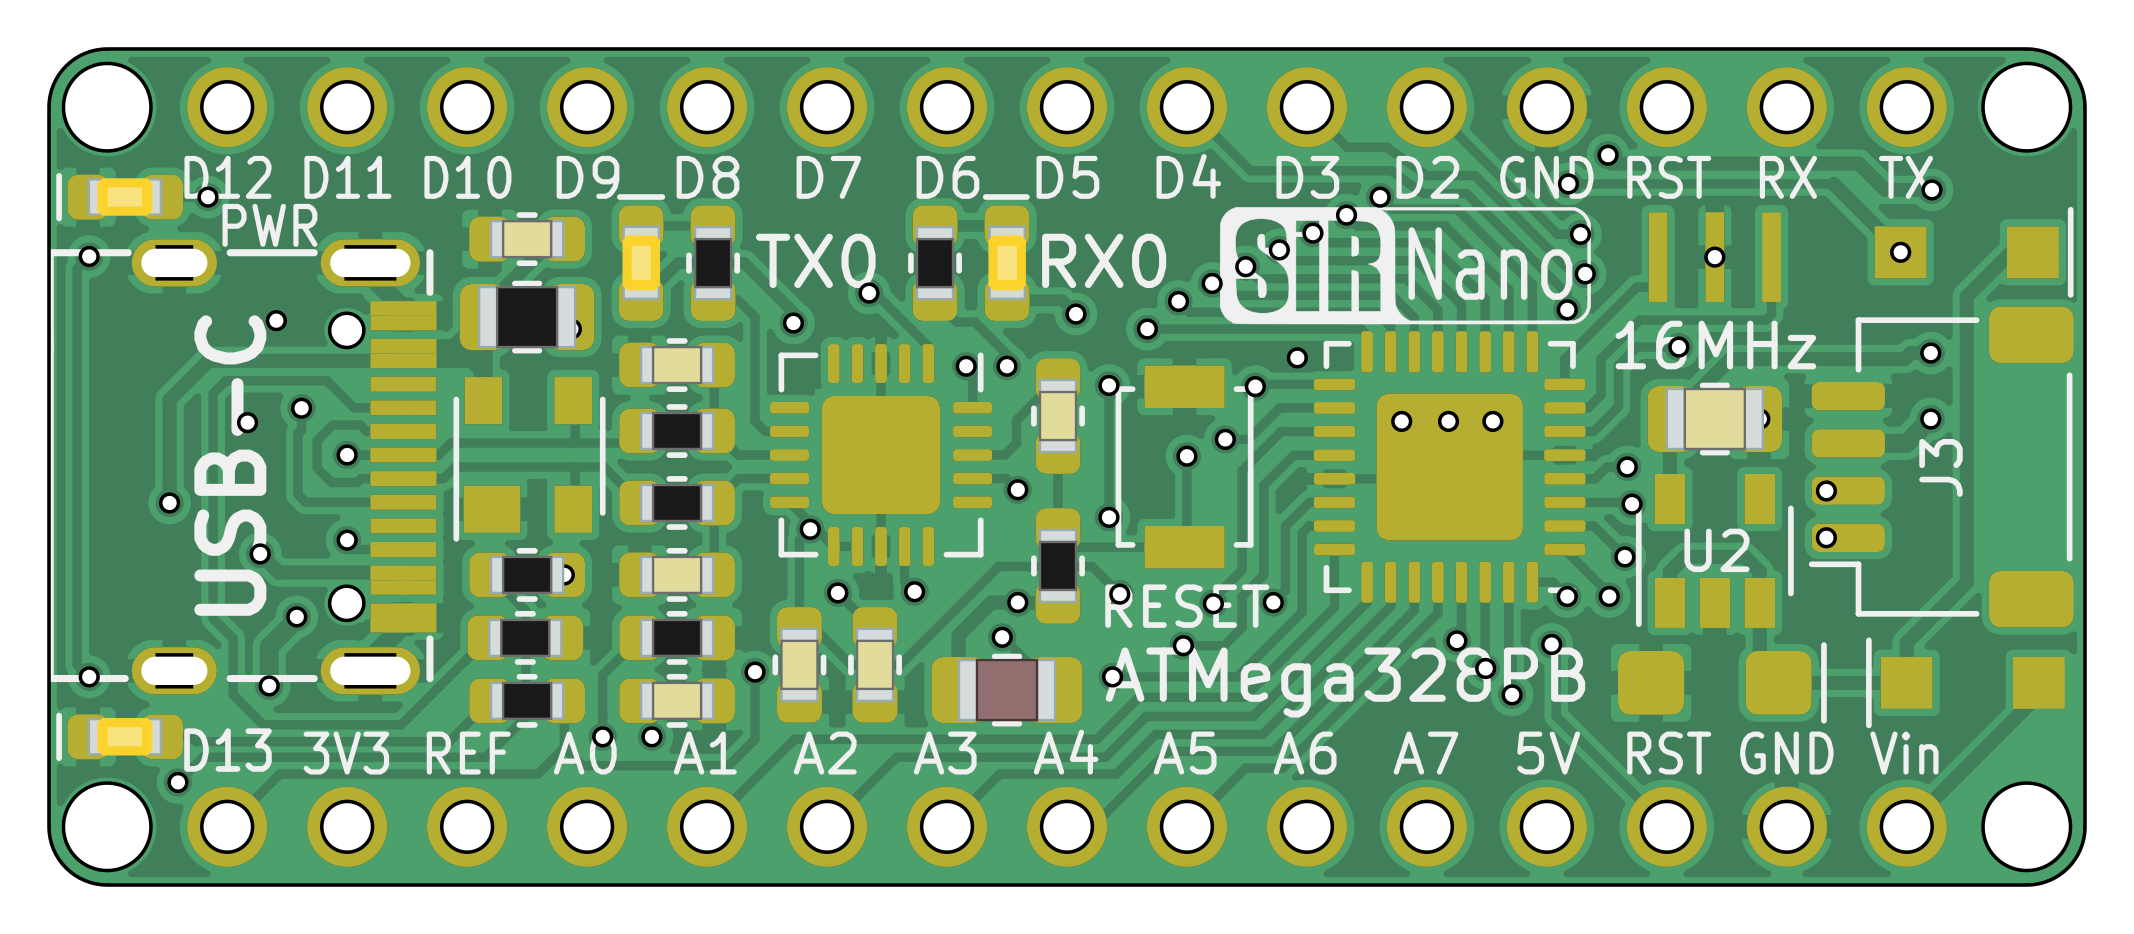 D12 D11 D10 D9 D8 D7 D6 D5 D4 D3 D2 GND RST RX TX
PWR
TX0 RX0
STR Nano
16MHz
USB-C
J3
U2
RESET
ATMega328PB
D13 3V3 REF A0 A1 A2 A3 A4 A5 A6 A7 5V RST GND Vin